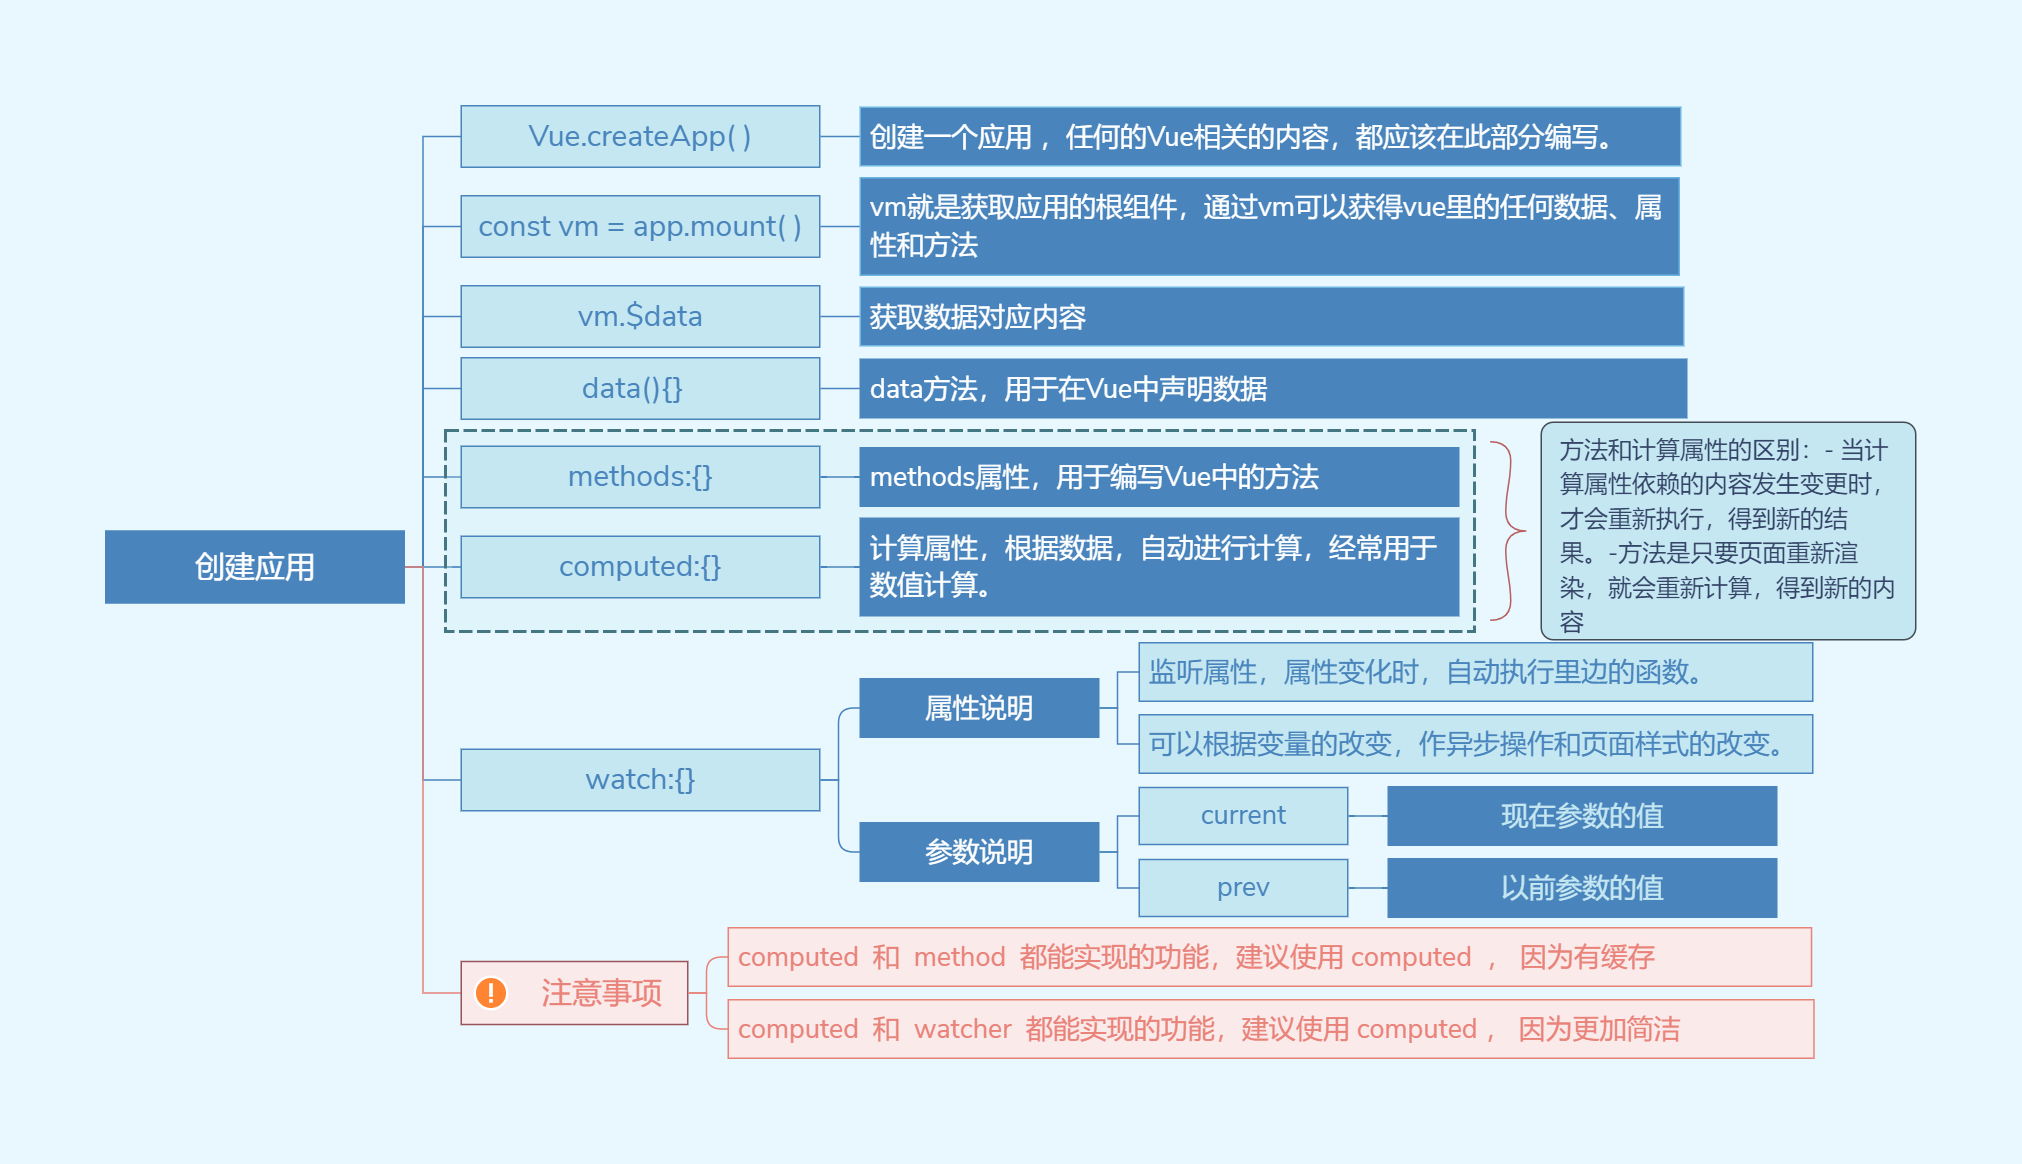 创建应用
Vue.createApp( )
创建一个应用 ，任何的Vue相关的内容，都应该在此部分编写。
const vm = app.mount( )
vm就是获取应用的根组件，通过vm可以获得vue里的任何数据、属
性和方法
vm.$data
获取数据对应内容
data(){}
data方法，用于在Vue中声明数据
methods:{}
methods属性，用于编写Vue中的方法
computed:{}
计算属性，根据数据，自动进行计算，经常用于
数值计算。
方法和计算属性的区别：- 当计
算属性依赖的内容发生变更时，
才会重新执行，得到新的结
果。-方法是只要页面重新渲
染，就会重新计算，得到新的内
容
watch:{}
属性说明
监听属性，属性变化时，自动执行里边的函数。
可以根据变量的改变，作异步操作和页面样式的改变。
参数说明
current
现在参数的值
prev
以前参数的值
注意事项
computed 和 method 都能实现的功能，建议使用 computed ， 因为有缓存
computed 和 watcher 都能实现的功能，建议使用 computed ， 因为更加简洁